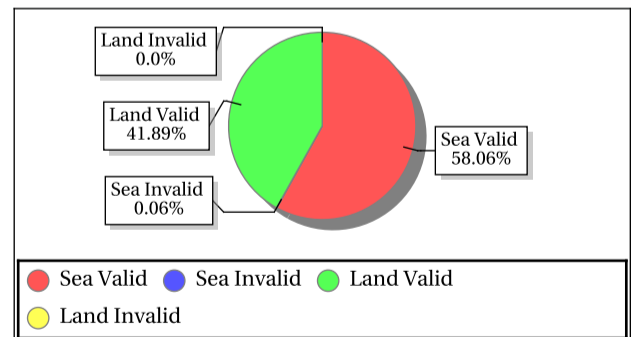 Land Invalid
0.0%
Land Valid
41.89%
Sea Invalid
0.06%
Sea Valid
58.06%
Sea Valid Sea Invalid Land Valid
Land Invalid